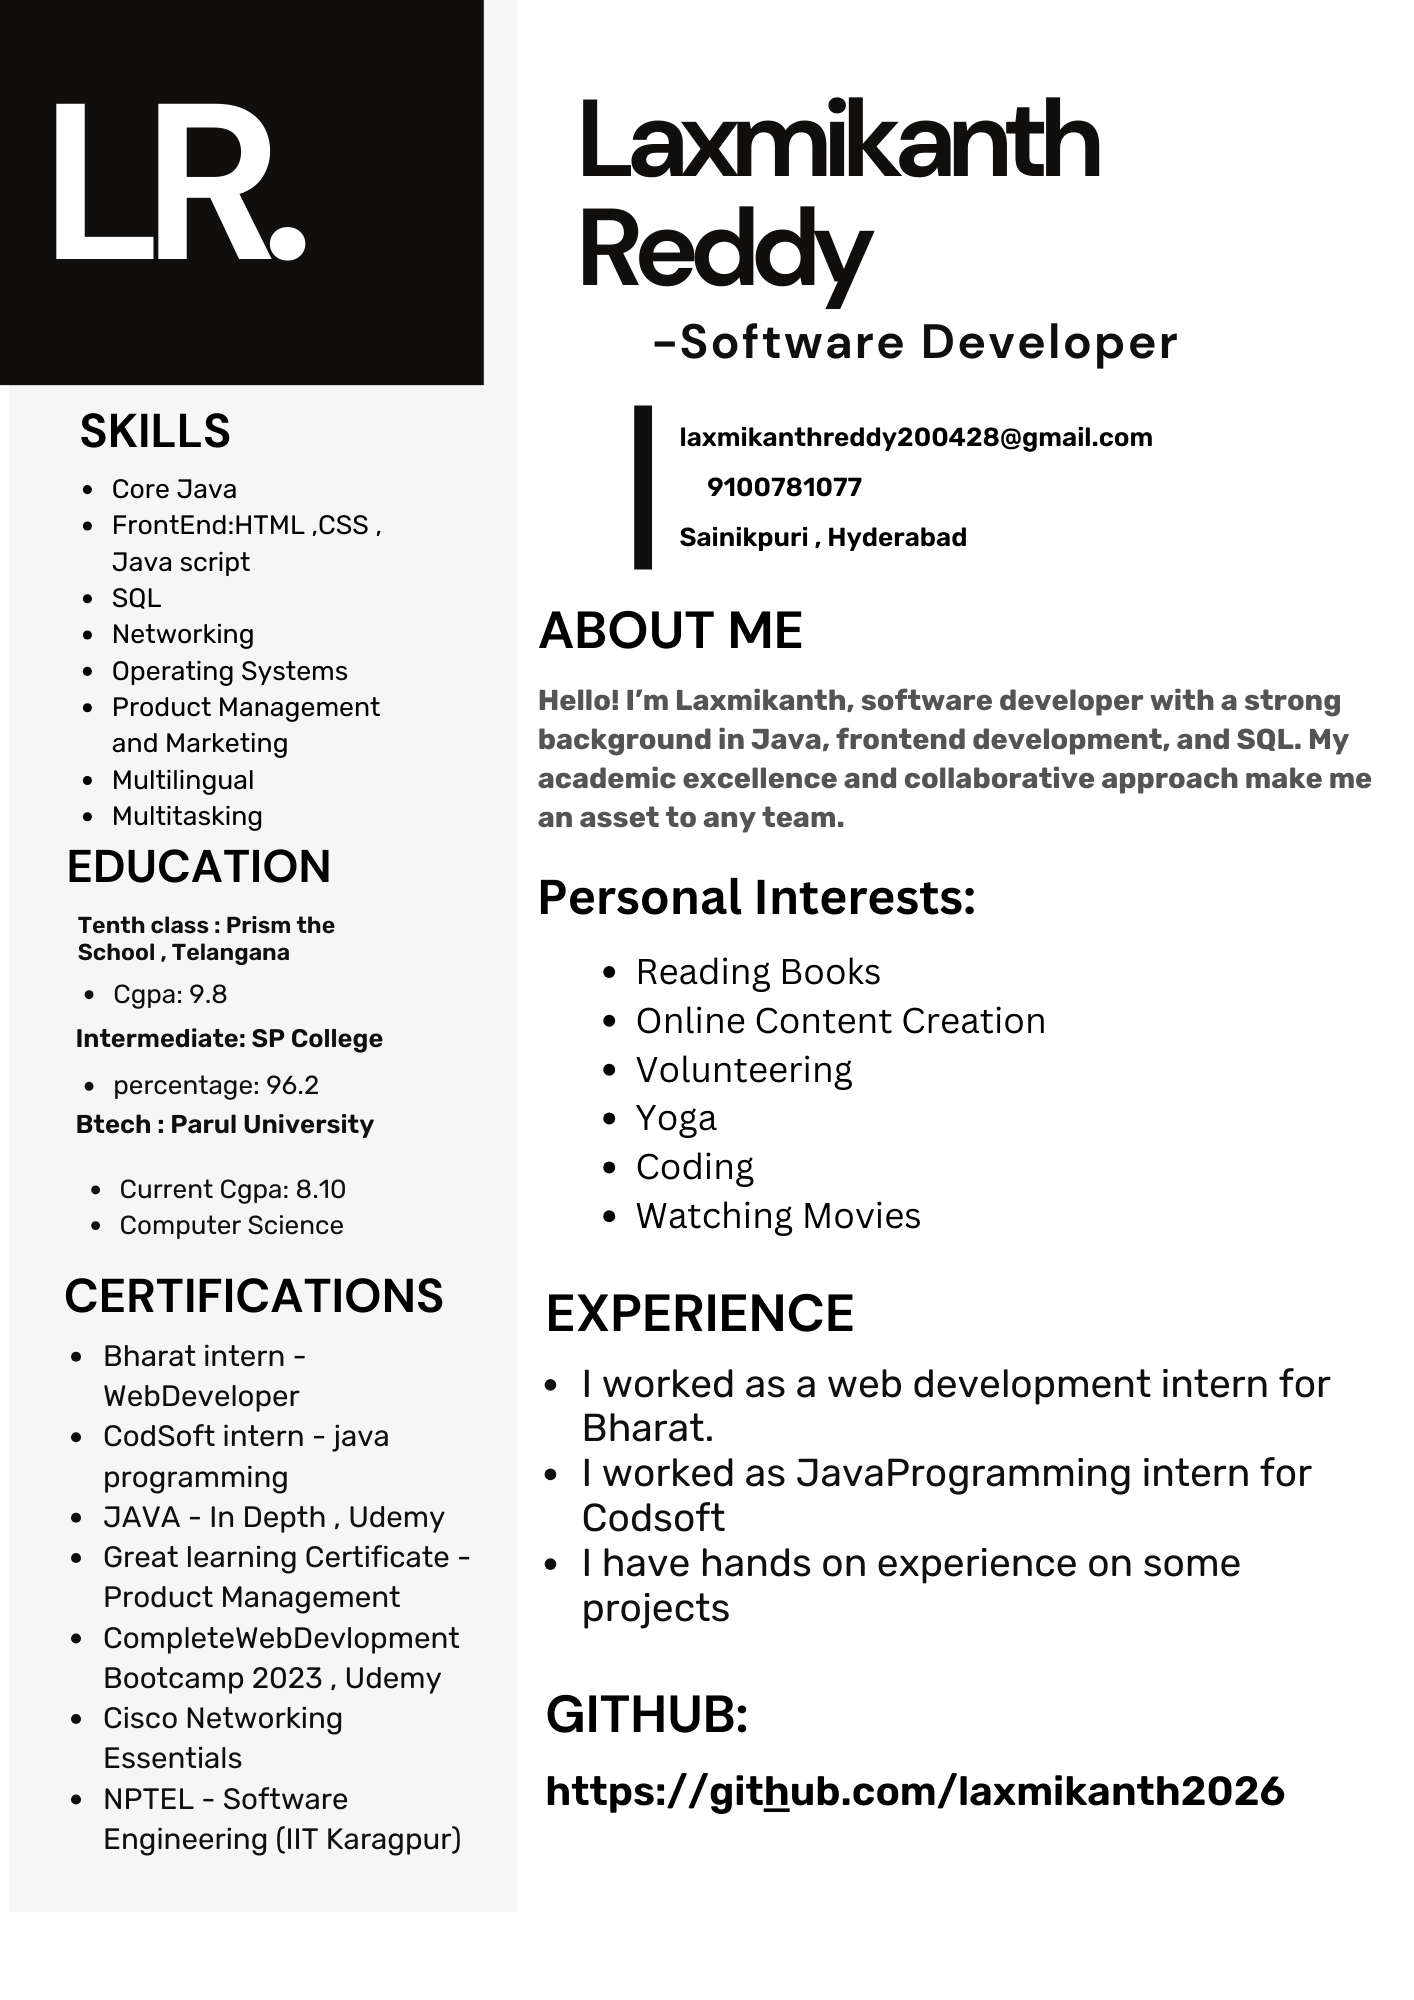 LR.
SKILLS
Core Java
FrontEnd:HTML ,CSS ,
Java script
SQL
Networking
Operating Systems
Product Management
and Marketing
Multilingual
Multitasking
EDUCATION
Tenth class : Prism the
School , Telangana
Cgpa: 9.8
Intermediate: SP College
percentage: 96.2
Btech : Parul University
Current Cgpa: 8.10
Computer Science
CERTIFICATIONS
Bharat intern -
WebDeveloper
CodSoft intern - java
programming
JAVA - In Depth , Udemy
Great learning Certificate -
Product Management
CompleteWebDevlopment
Bootcamp 2023 , Udemy
Cisco Networking
Essentials
NPTEL - Software
Engineering (IIT Karagpur)
Laxmikanth
Reddy
-Software Developer
laxmikanthreddy200428@gmail.com
9100781077
Sainikpuri , Hyderabad
ABOUT ME
Hello! I’m Laxmikanth, software developer with a strong
background in Java, frontend development, and SQL. My
academic excellence and collaborative approach make me
an asset to any team.
Personal Interests:
Reading Books
Online Content Creation
Volunteering
Yoga
Coding
Watching Movies
EXPERIENCE
I worked as a web development intern for
Bharat.
I worked as JavaProgramming intern for
Codsoft
I have hands on experience on some
projects
GITHUB:
https://github.com/laxmikanth2026